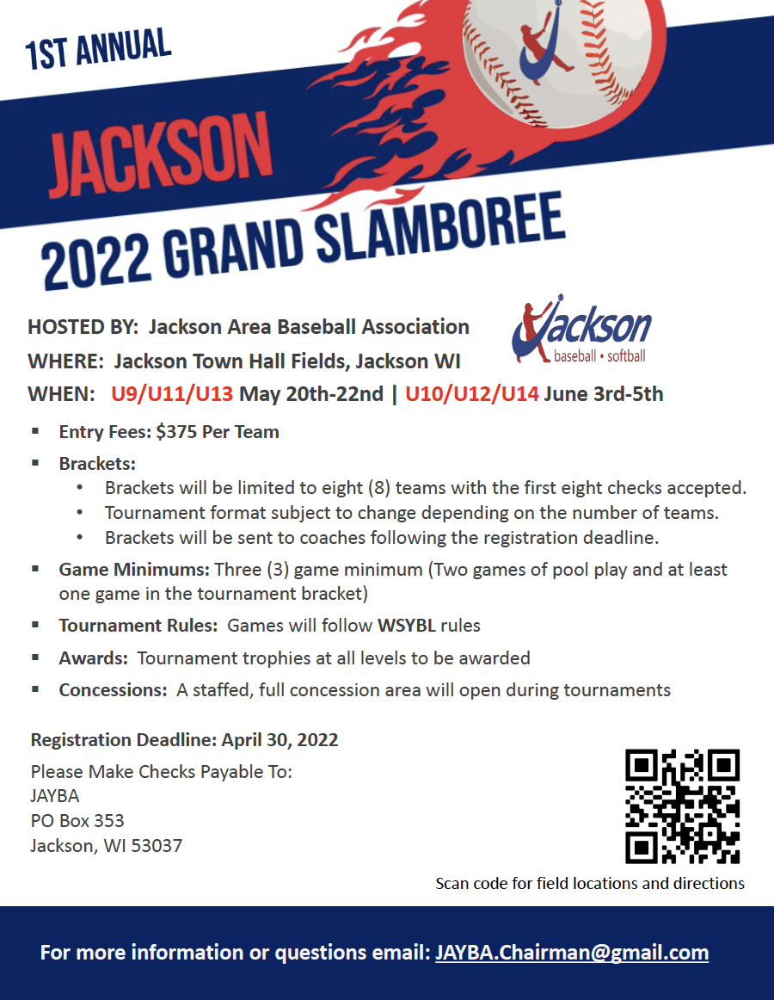 1ST ANNUAL
JACKSON
2022 GRAND SLAMBOREE
HOSTED BY:  Jackson Area Baseball Association
Jackson
baseball • softball
WHERE:  Jackson Town Hall Fields, Jackson WI
WHEN:   U9/U11/U13 May 20th-22nd | U10/U12/U14 June 3rd-5th
▪ Entry Fees: $375 Per Team
▪ Brackets:
• Brackets will be limited to eight (8) teams with the first eight checks accepted.
• Tournament format subject to change depending on the number of teams.
• Brackets will be sent to coaches following the registration deadline.
▪ Game Minimums: Three (3) game minimum (Two games of pool play and at least
one game in the tournament bracket)
▪ Tournament Rules:  Games will follow WSYBL rules
▪ Awards:  Tournament trophies at all levels to be awarded
▪ Concessions:  A staffed, full concession area will open during tournaments
Registration Deadline: April 30, 2022
Please Make Checks Payable To:
JAYBA
PO Box 353
Jackson, WI 53037
Scan code for field locations and directions
For more information or questions email: JAYBA.Chairman@gmail.com